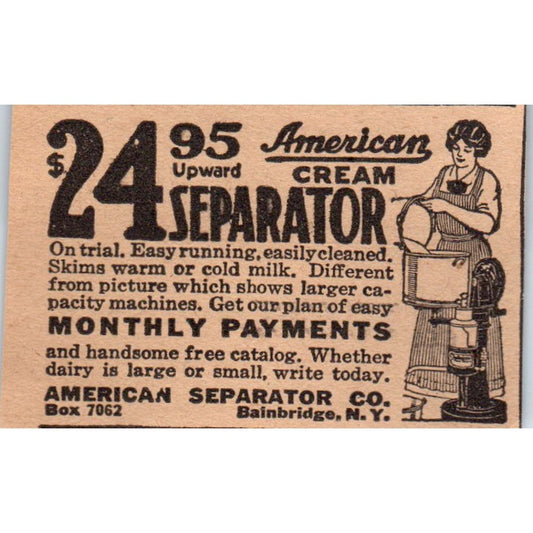 $24 95 Upward
American
CREAM
SEPARATOR
On trial. Easy running, easily cleaned.
Skims warm or cold milk. Different
from picture which shows larger ca-
pacity machines. Get our plan of easy
MONTHLY PAYMENTS
and handsome free catalog. Whether
dairy is large or small, write today.
AMERICAN SEPARATOR CO.
Box 7062 Bainbridge, N. Y.